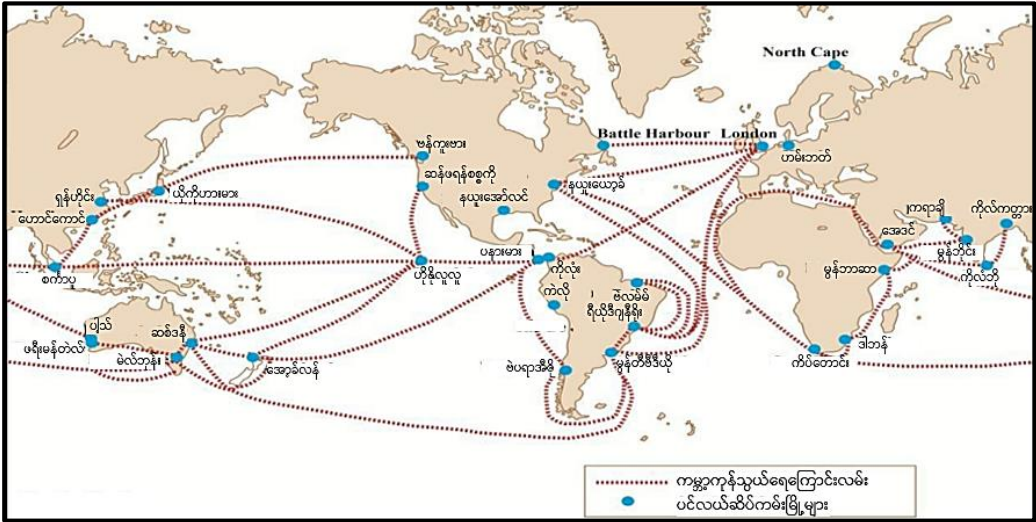 North Cape
Battle Harbour
London
ဟမ်းဘတ်
ဗန်ကူးဗား
ဆန်ဖရန်စစ္စကို
နယူးယော့ခ်
နယူးအော်လင်
ယိုကိုဟားမား
ရှန်ဟိုင်း
ဟောင်ကောင်
ကရာချိ
ကိုလ်ကတ္တား
အေဒင်
မွန်ဘိုင်း
ပနားမား
ကိုလုံး
စင်္ကာပူ
ဟိုနိုလူလူ
မွန်ဘာဆာ
ကိုလံဘို
ကဲလို
ဗဲလမ်မ်
ရီယိုဒီဂျနီရိုး
ပါသ်
ဆစ်ဒနီ
ဖရီးမန်တဲလ်
မဲလ်ဘုန်း
အော့ခ်လန်
ဗဲပရာအီဇို
မွန်တီဗီဒီယို
ကိပ်တောင်း
ဒါဘန်
ကမ္ဘာ့ကုန်သွယ်ရေကြောင်းလမ်း
ပင်လယ်ဆိပ်ကမ်းမြို့များ